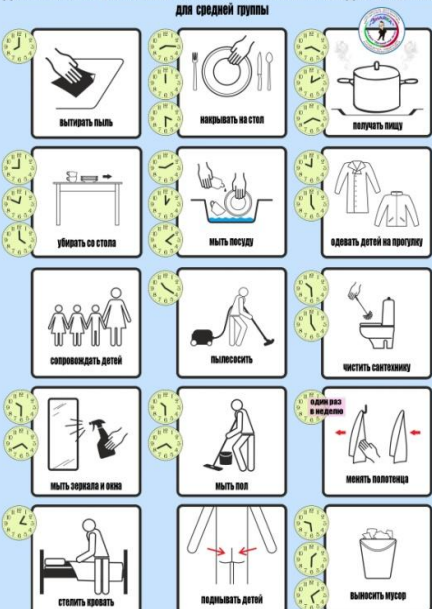 для средней группы
вытирать пыль
накрывать на стол
получать пищу
убирать со стола
мыть посуду
одевать детей на прогулку
сопровождать детей
пылесосить
чистить сантехнику
один раз
в неделю
мыть зеркала и окна
мыть пол
менять полотенца
стелить кровать
подмывать детей
выносить мусор